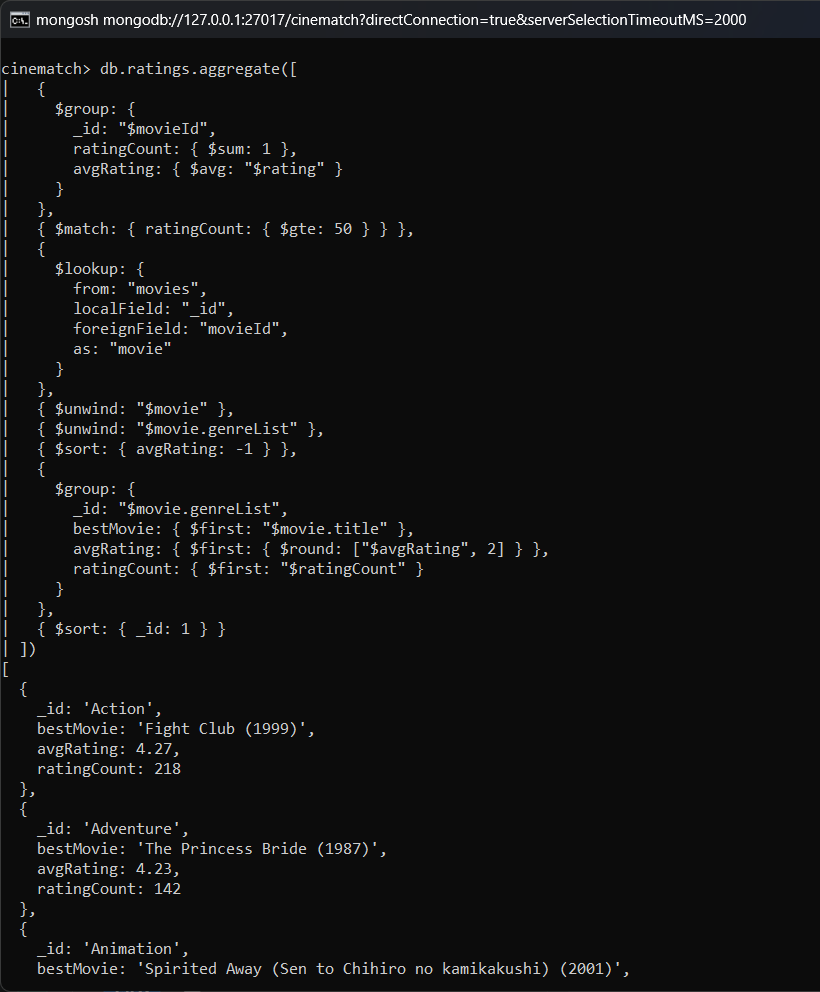 mongosh mongodb://127.0.0.1:27017/cinematch?directConnection=true&serverSelectionTimeoutMS=2000
cinematch> db.ratings.aggregate([
|   {
|     $group: {
|       _id: "$movieId",
|       ratingCount: { $sum: 1 },
|       avgRating: { $avg: "$rating" }
|     }
|   },
|   { $match: { ratingCount: { $gte: 50 } } },
|   {
|     $lookup: {
|       from: "movies",
|       localField: "_id",
|       foreignField: "movieId",
|       as: "movie"
|     }
|   },
|   { $unwind: "$movie" },
|   { $unwind: "$movie.genreList" },
|   { $sort: { avgRating: -1 } },
|   {
|     $group: {
|       _id: "$movie.genreList",
|       bestMovie: { $first: "$movie.title" },
|       avgRating: { $first: { $round: ["$avgRating", 2] } },
|       ratingCount: { $first: "$ratingCount" }
|     }
|   },
|   { $sort: { _id: 1 } }
| ])
[
  {
    _id: 'Action',
    bestMovie: 'Fight Club (1999)',
    avgRating: 4.27,
    ratingCount: 218
  },
  {
    _id: 'Adventure',
    bestMovie: 'The Princess Bride (1987)',
    avgRating: 4.23,
    ratingCount: 142
  },
  {
    _id: 'Animation',
    bestMovie: 'Spirited Away (Sen to Chihiro no kamikakushi) (2001)',